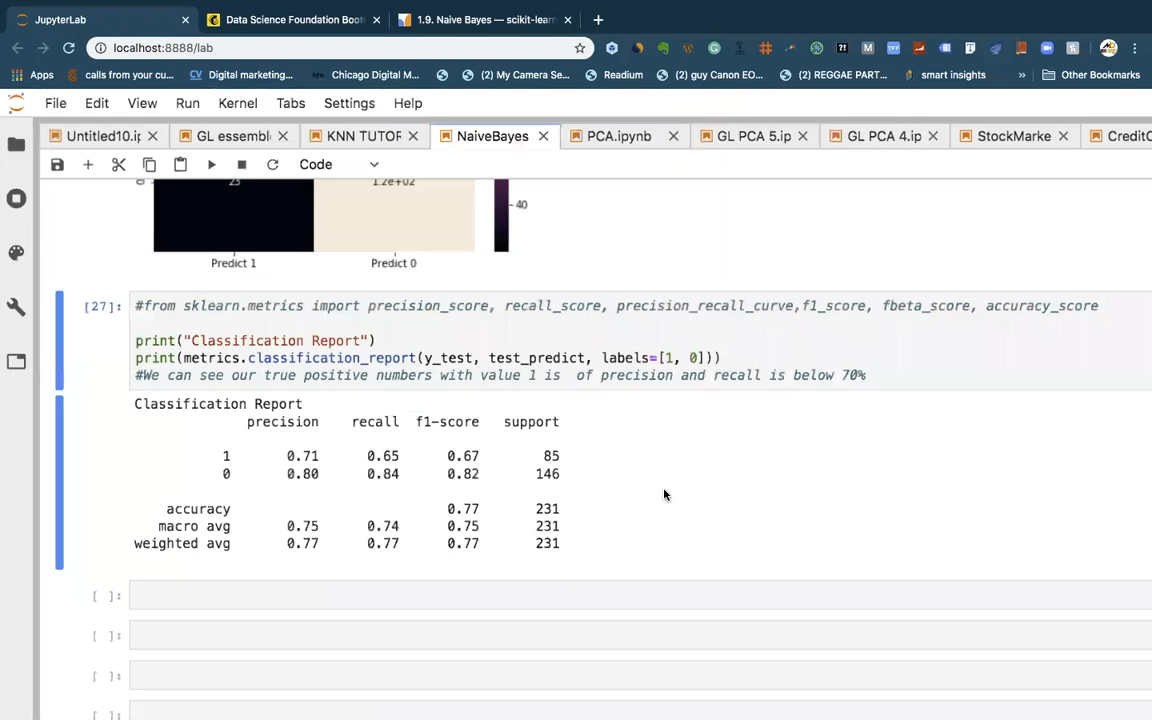 JupyterLab
Data Science Foundation Boot
1.9. Naive Bayes — scikit-lear
localhost:8888/lab
Apps
calls from your cu...
CV Digital marketing...
Chicago Digital M...
(2) My Camera Se...
Readium
(2) guy Canon EO...
(2) REGGAE PART...
smart insights
»
Other Bookmarks
File Edit View Run Kernel Tabs Settings Help
Untitled10.ip
GL essembl
KNN TUTOR
NaiveBayes
PCA.ipynb
GL PCA 5.ip
GL PCA 4.ip
StockMarke
CreditC
Code
23
1.2e+02
40
Predict 1
Predict 0
[27]:
#from sklearn.metrics import precision_score, recall_score, precision_recall_curve,f1_score, fbeta_score, accuracy_score
print("Classification Report")
print(metrics.classification_report(y_test, test_predict, labels=[1, 0]))
#We can see our true positive numbers with value 1 is  of precision and recall is below 70%
Classification Report
precision recall f1-score support
1 0.71 0.65 0.67 85
0 0.80 0.84 0.82 146
accuracy 0.77 231
macro avg 0.75 0.74 0.75 231
weighted avg 0.77 0.77 0.77 231
[ ]:
[ ]:
[ ]:
[ ]: